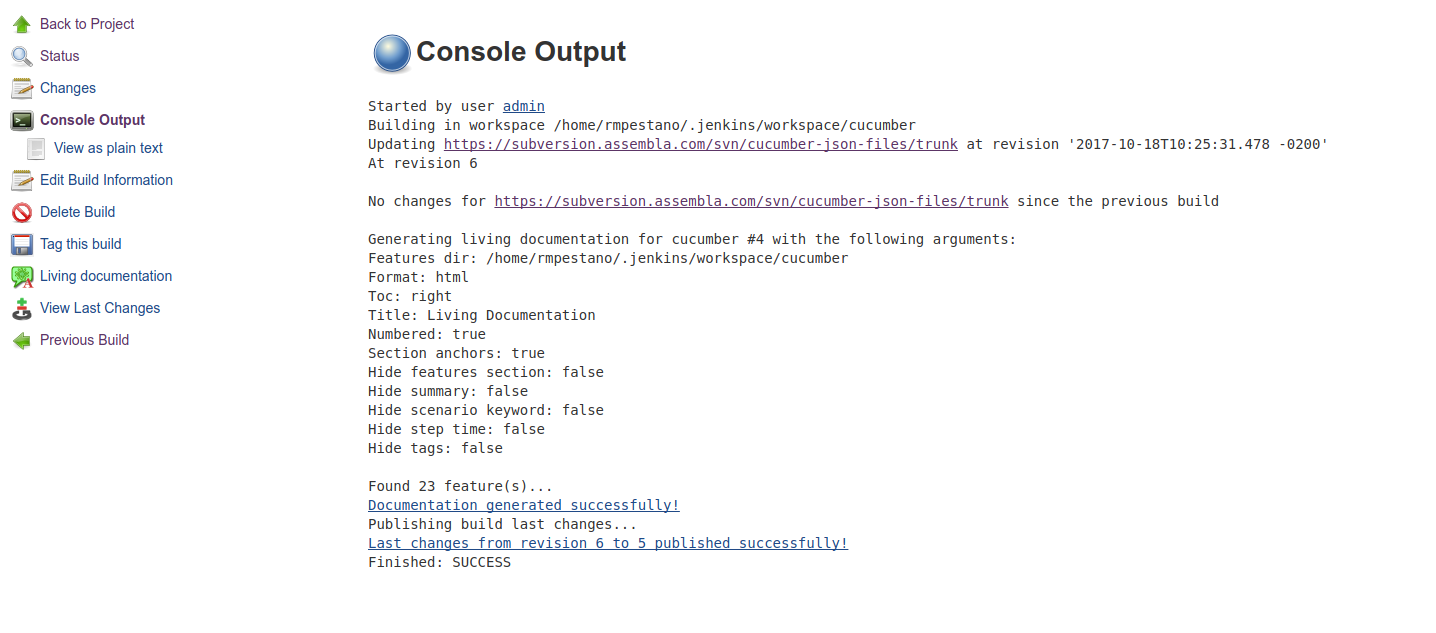 Back to Project
Status
Changes
Console Output
View as plain text
Edit Build Information
Delete Build
Tag this build
Living documentation
View Last Changes
Previous Build
Console Output
Started by user admin
Building in workspace /home/rmpestano/.jenkins/workspace/cucumber
Updating https://subversion.assembla.com/svn/cucumber-json-files/trunk at revision '2017-10-18T10:25:31.478 -0200'
At revision 6
No changes for https://subversion.assembla.com/svn/cucumber-json-files/trunk since the previous build
Generating living documentation for cucumber #4 with the following arguments:
Features dir: /home/rmpestano/.jenkins/workspace/cucumber
Format: html
Toc: right
Title: Living Documentation
Numbered: true
Section anchors: true
Hide features section: false
Hide summary: false
Hide scenario keyword: false
Hide step time: false
Hide tags: false
Found 23 feature(s)...
Documentation generated successfully!
Publishing build last changes...
Last changes from revision 6 to 5 published successfully!
Finished: SUCCESS